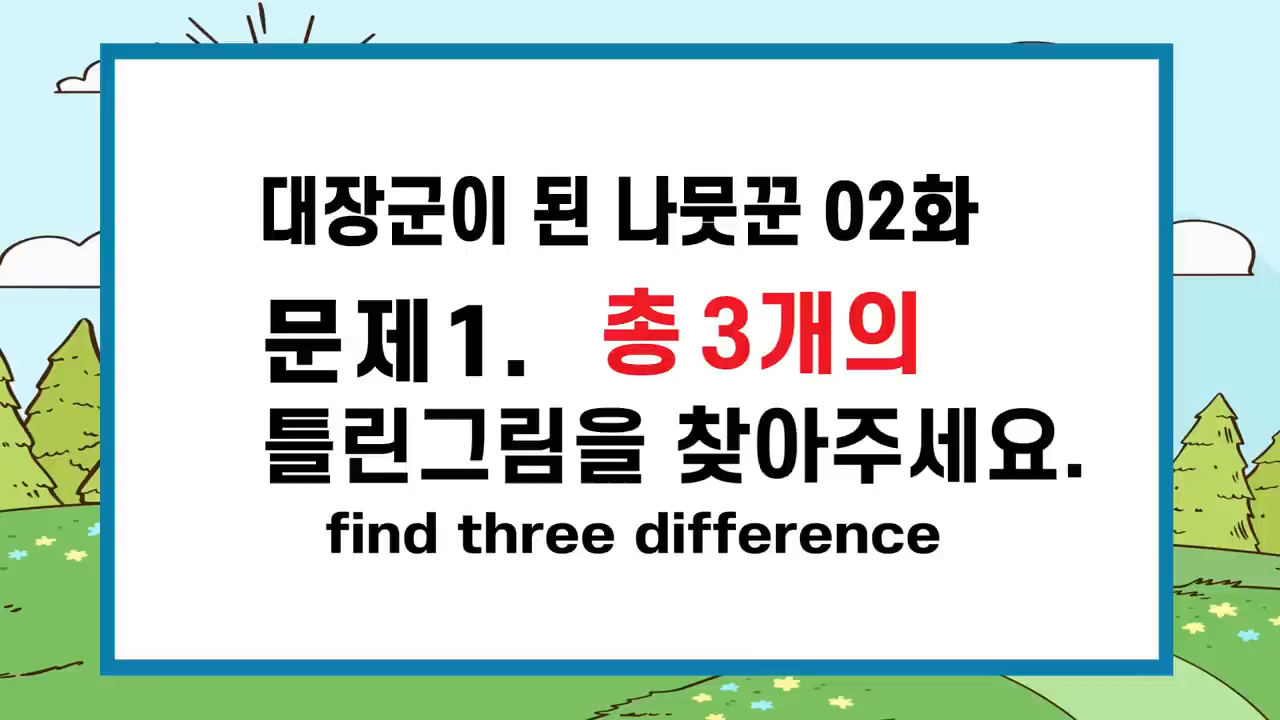 대장군이 된 나뭇꾼 02화
문제1. 총 3개의
틀린그림을 찾아주세요.
find three difference